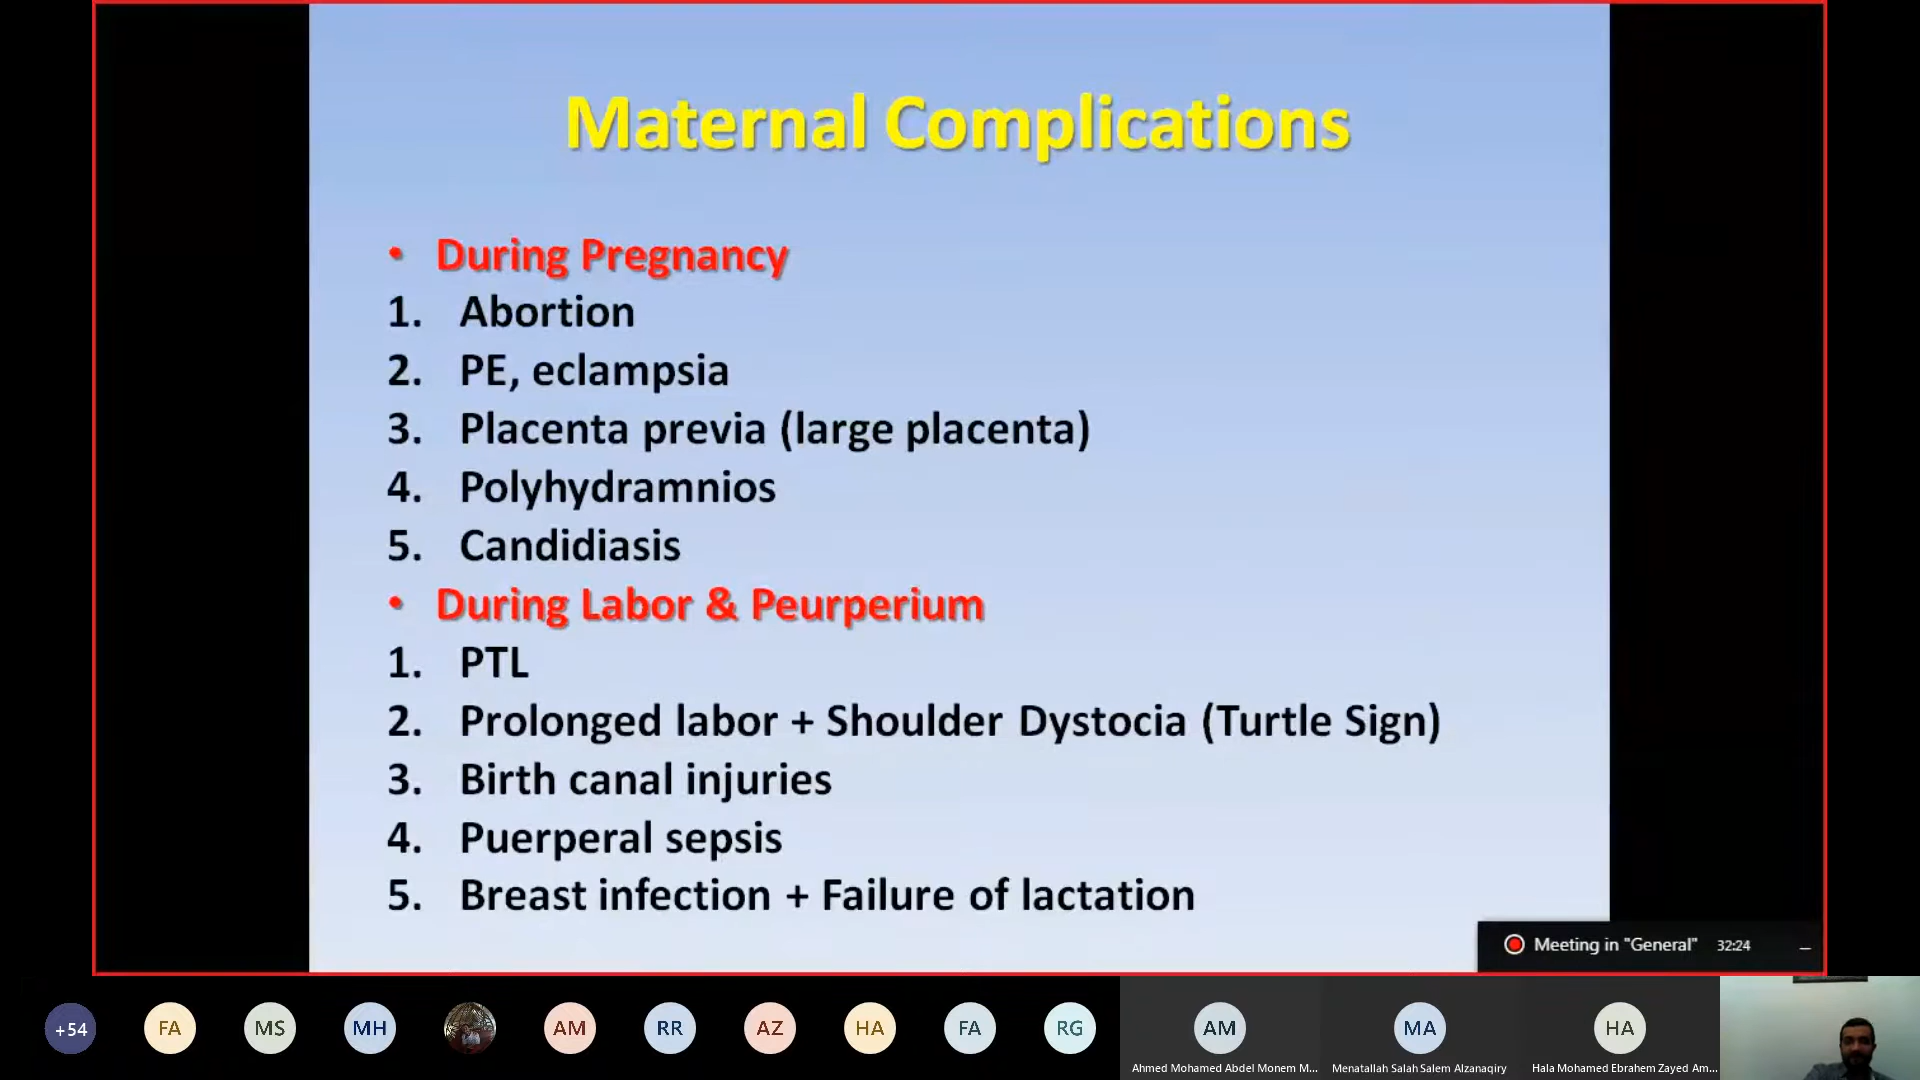 Maternal Complications
• During Pregnancy
1. Abortion
2. PE, eclampsia
3. Placenta previa (large placenta)
4. Polyhydramnios
5. Candidiasis
• During Labor & Peurperium
1. PTL
2. Prolonged labor + Shoulder Dystocia (Turtle Sign)
3. Birth canal injuries
4. Puerperal sepsis
5. Breast infection + Failure of lactation
Meeting in "General" 32:24
+54 FA MS MH AM RR AZ HA FA RG AM MA HA
Ahmed Mohamed Abdel Monem M... Menatallah Salah Salem Alzanaqiry Hala Mohamed Ebrahem Zayed Am...